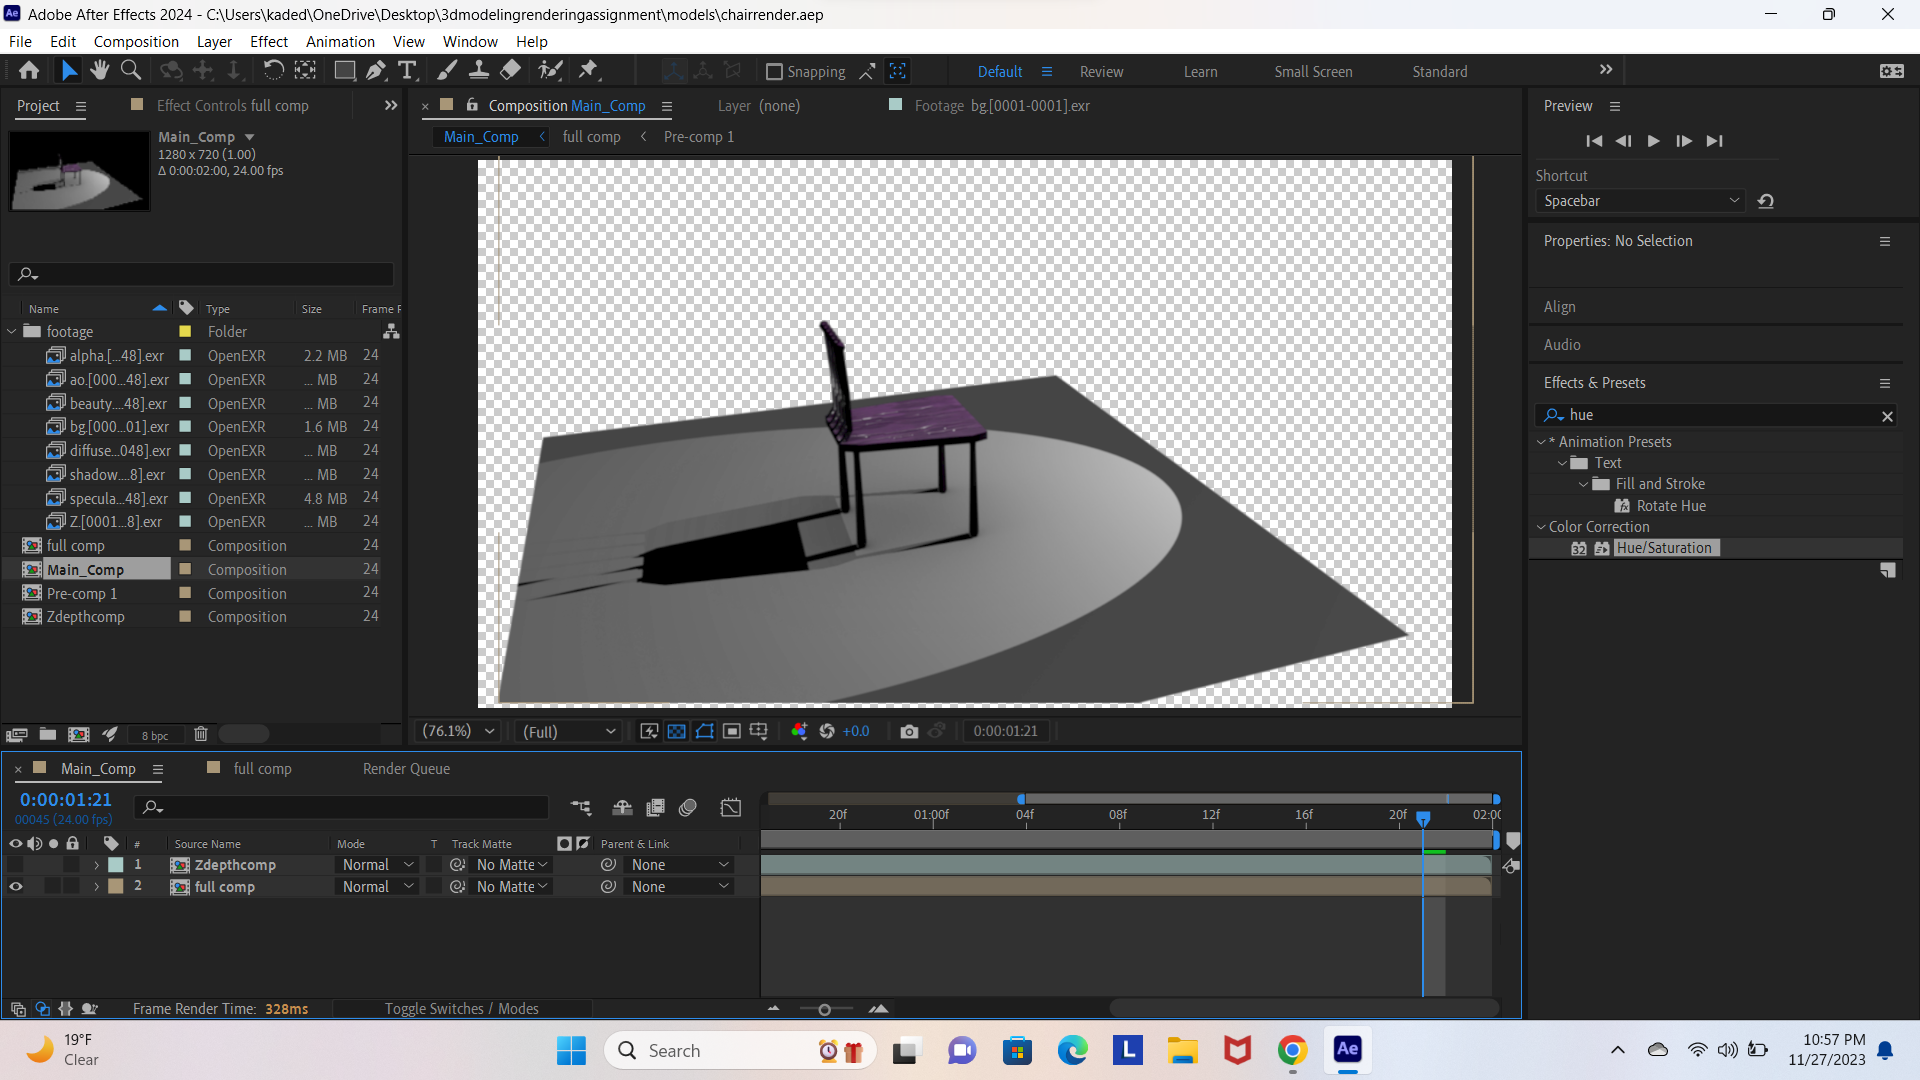 Ae Adobe After Effects 2024 - C:\Users\kaded\OneDrive\Desktop\3dmodelingrenderingassignment\models\chairrender.aep
File Edit Composition Layer Effect Animation View Window Help
T Snapping Default Review Learn Small Screen Standard
Project Effect Controls full comp
Composition Main_Comp Layer (none) Footage bg.[0001-0001].exr
Main_Comp full comp Pre-comp 1
Main_Comp
1280 x 720 (1.00)
Δ 0:00:02:00, 24.00 fps
Name Type Size Frame F
footage Folder
alpha.[...48].exr OpenEXR 2.2 MB 24
ao.[000...48].exr OpenEXR ... MB 24
beauty....48].exr OpenEXR ... MB 24
bg.[000...01].exr OpenEXR 1.6 MB 24
diffuse...048].exr OpenEXR ... MB 24
shadow....8].exr OpenEXR ... MB 24
specula...48].exr OpenEXR 4.8 MB 24
Z.[0001...8].exr OpenEXR ... MB 24
full comp Composition 24
Main_Comp Composition 24
Pre-comp 1 Composition 24
Zdepthcomp Composition 24
8 bpc
(76.1%) (Full) +0.0 0:00:01:21
Preview
Shortcut
Spacebar
Properties: No Selection
Align
Audio
Effects & Presets
hue
* Animation Presets
Text
Fill and Stroke
Rotate Hue
Color Correction
32 Hue/Saturation
Main_Comp full comp Render Queue
0:00:01:21
00045 (24.00 fps)
20f 01:00f 04f 08f 12f 16f 20f 02:00
# Source Name Mode T Track Matte Parent & Link
1 Zdepthcomp Normal No Matte None
2 full comp Normal No Matte None
Frame Render Time: 328ms Toggle Switches / Modes
19°F
Clear
Search
L
Ae
10:57 PM
11/27/2023